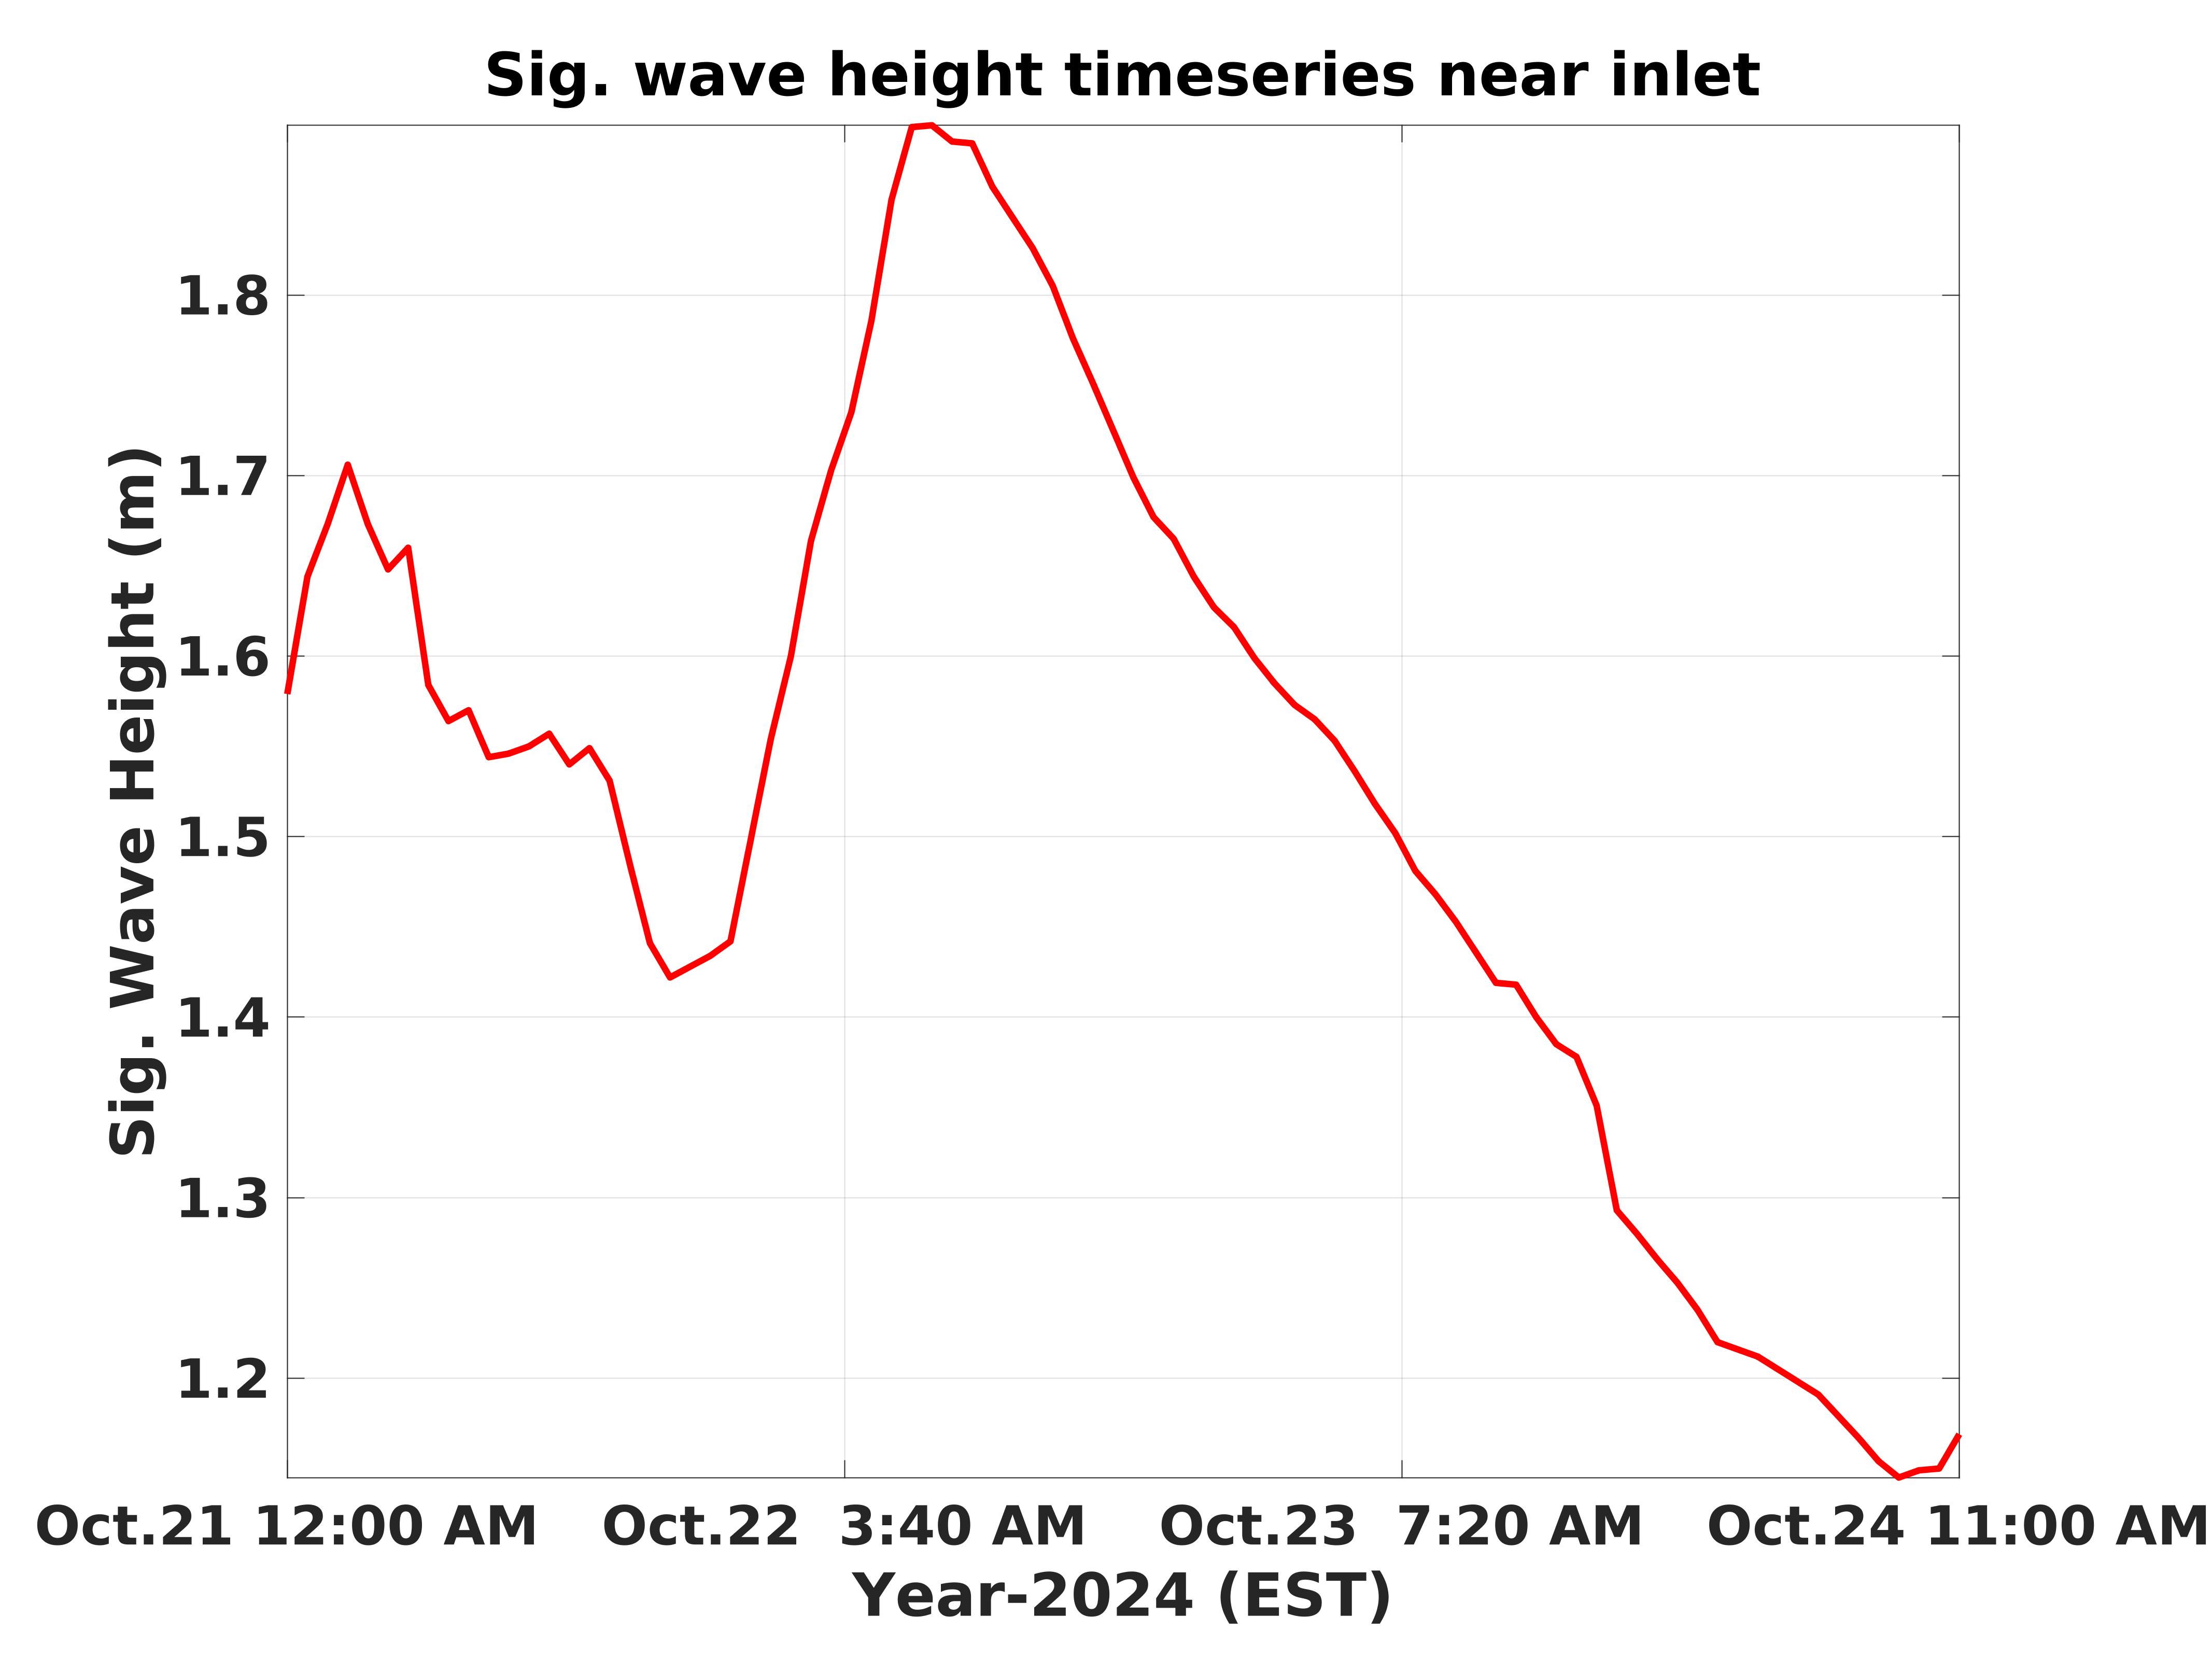 Sig. wave height timeseries near inlet
Sig. Wave Height (m)
1.8
1.7
1.6
1.5
1.4
1.3
1.2
Oct.21 12:00 AM Oct.22 3:40 AM Oct.23 7:20 AM Oct.24 11:00 AM
Year-2024 (EST)